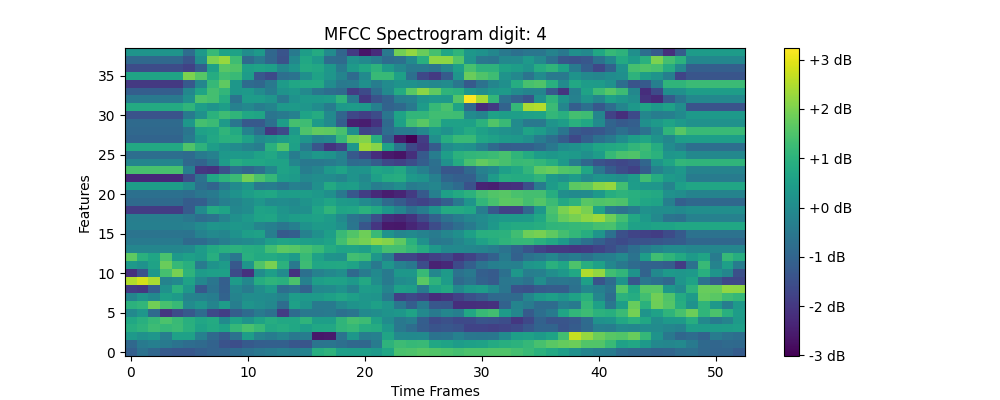 MFCC Spectrogram digit: 4
Features
35
30
25
20
15
10
5
0
0 10 20 30 40 50
Time Frames
+3 dB
+2 dB
+1 dB
+0 dB
-1 dB
-2 dB
-3 dB